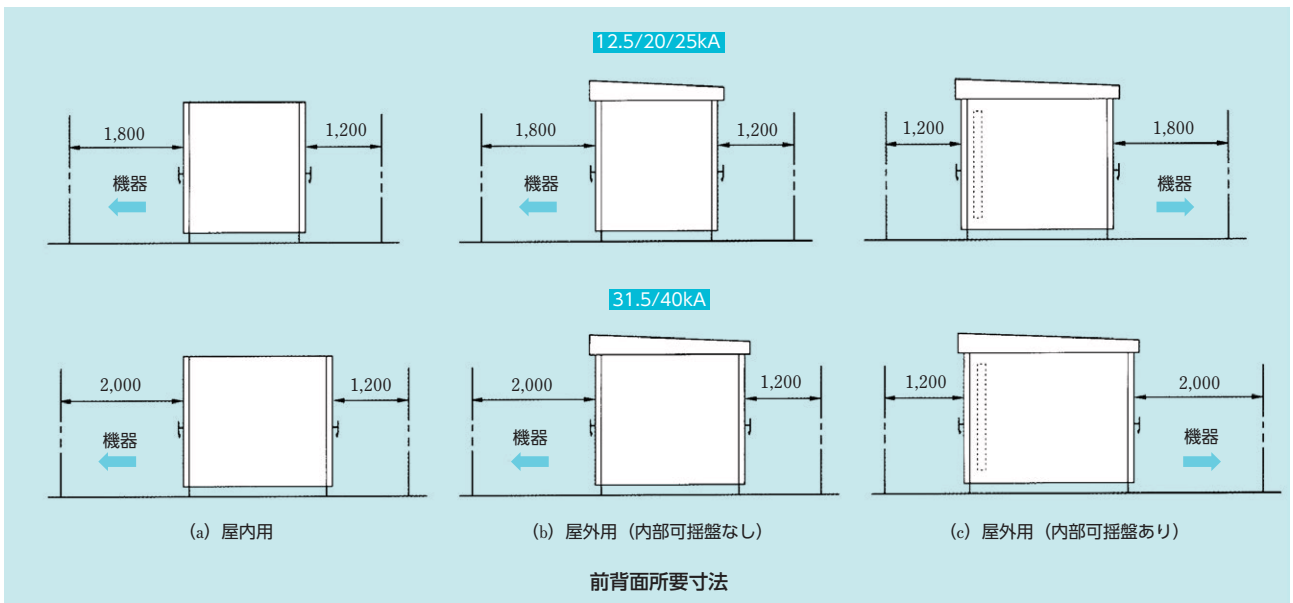 12.5/20/25kA
1,800
1,200
機器
1,800
1,200
機器
1,200
1,800
機器
31.5/40kA
2,000
1,200
機器
2,000
1,200
機器
1,200
2,000
機器
(a) 屋内用
(b) 屋外用（内部可揺盤なし）
(c) 屋外用（内部可揺盤あり）
前背面所要寸法